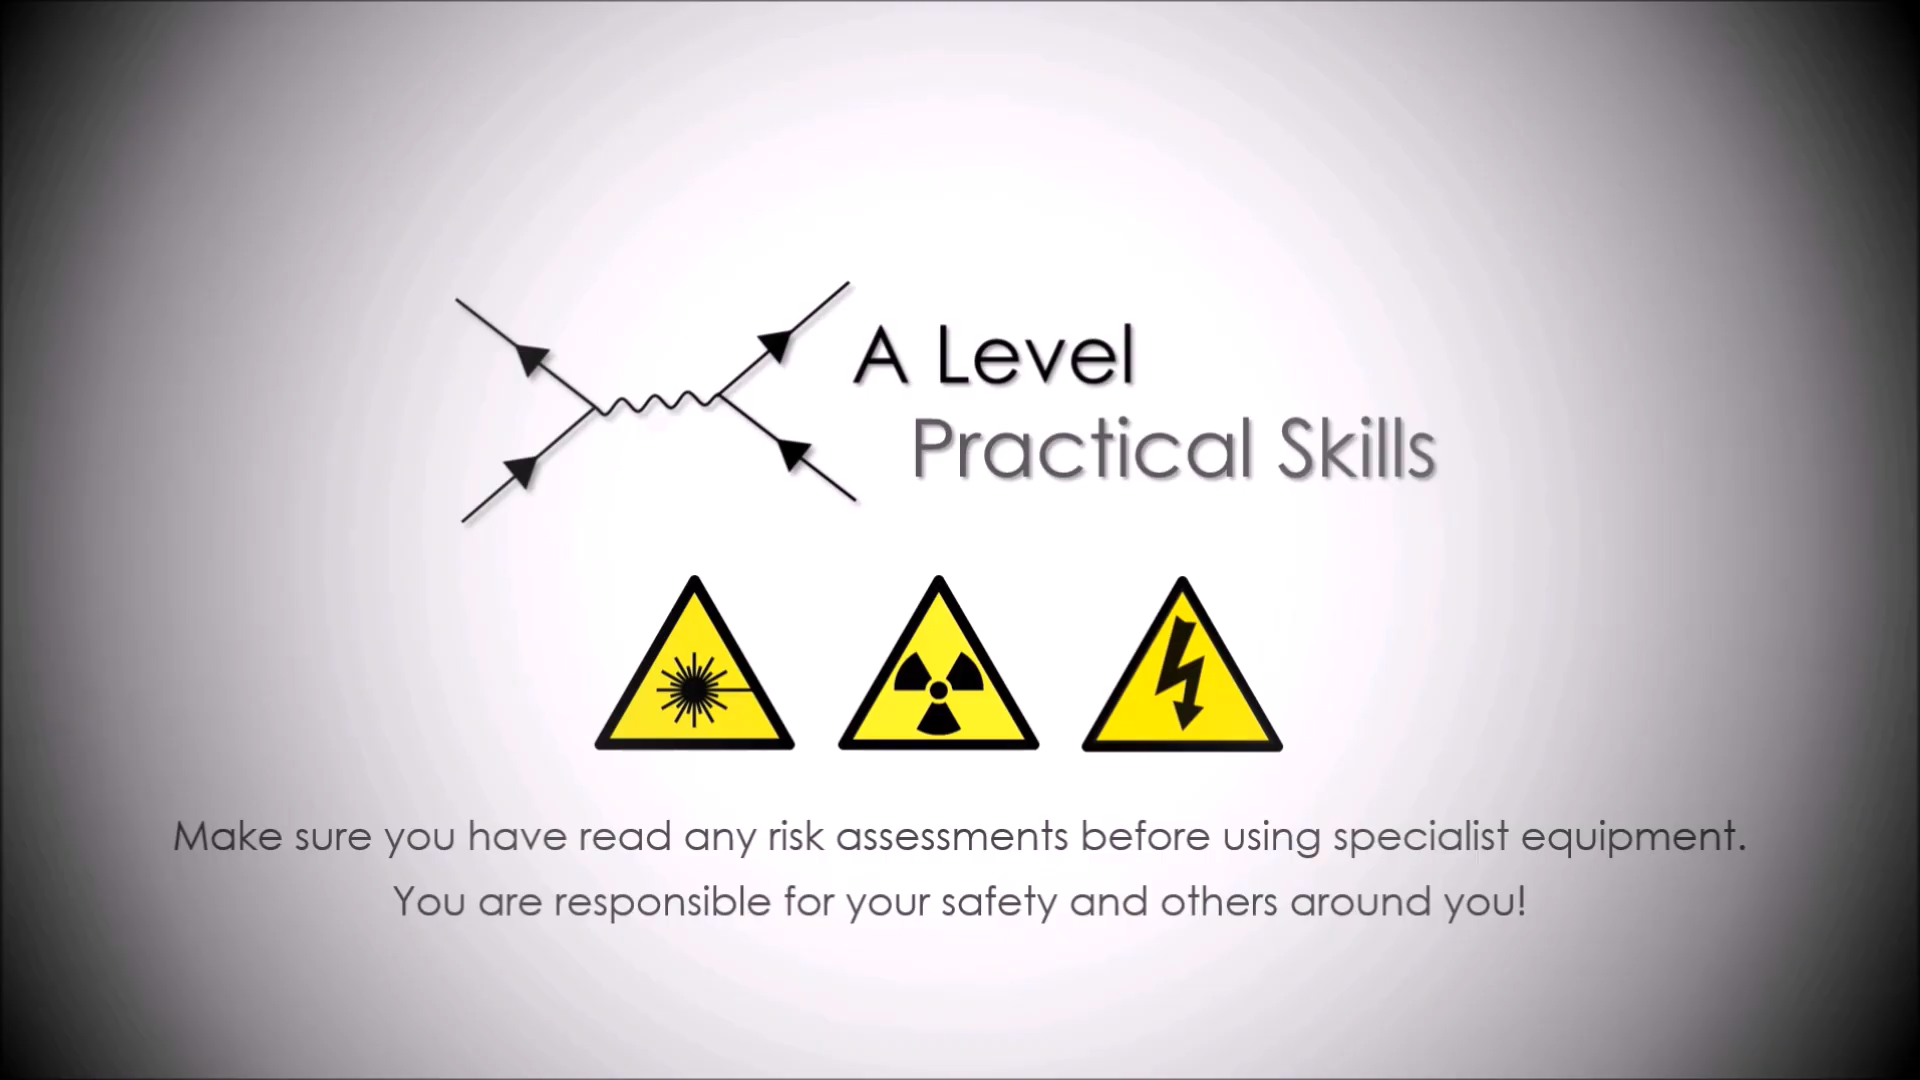 A Level
Practical Skills
Make sure you have read any risk assessments before using specialist equipment.
You are responsible for your safety and others around you!